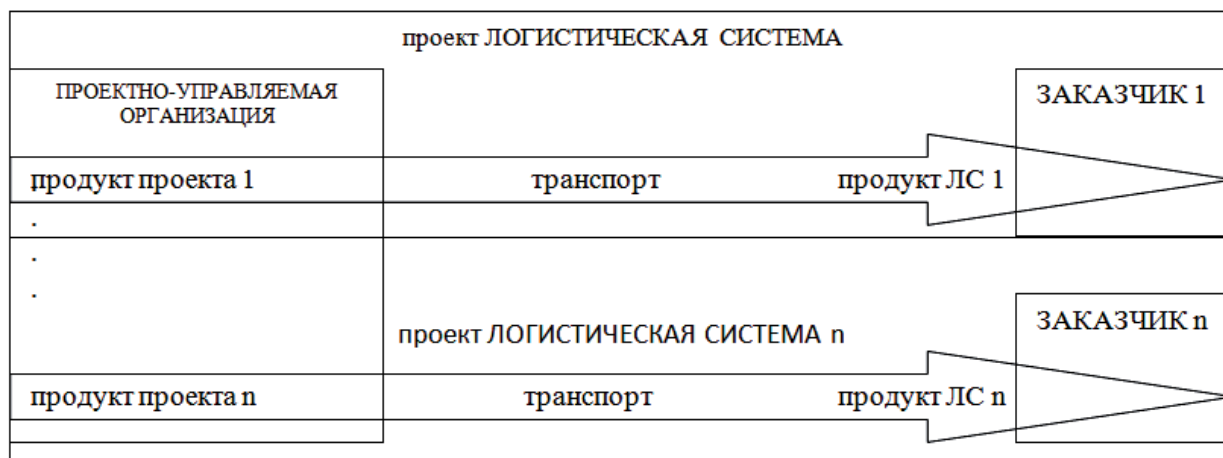 проект ЛОГИСТИЧЕСКАЯ СИСТЕМА
ПРОЕКТНО-УПРАВЛЯЕМАЯ
ОРГАНИЗАЦИЯ
ЗАКАЗЧИК 1
продукт проекта 1 транспорт продукт ЛС 1
.
.
.
.
проект ЛОГИСТИЧЕСКАЯ СИСТЕМА n
ЗАКАЗЧИК n
продукт проекта n транспорт продукт ЛС n